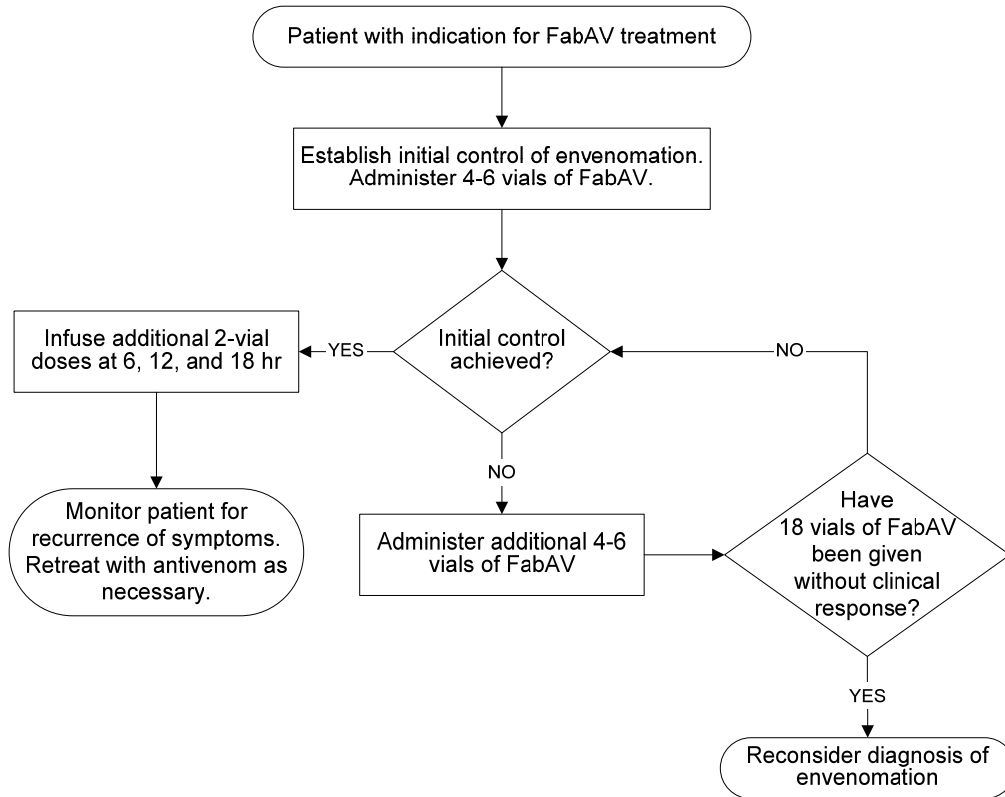 Patient with indication for FabAV treatment
Establish initial control of envenomation.
Administer 4-6 vials of FabAV.
Initial control
achieved?
YES
Infuse additional 2-vial
doses at 6, 12, and 18 hr
Monitor patient for
recurrence of symptoms.
Retreat with antivenom as
necessary.
NO
Administer additional 4-6
vials of FabAV
Have
18 vials of FabAV
been given
without clinical
response?
NO
YES
Reconsider diagnosis of
envenomation